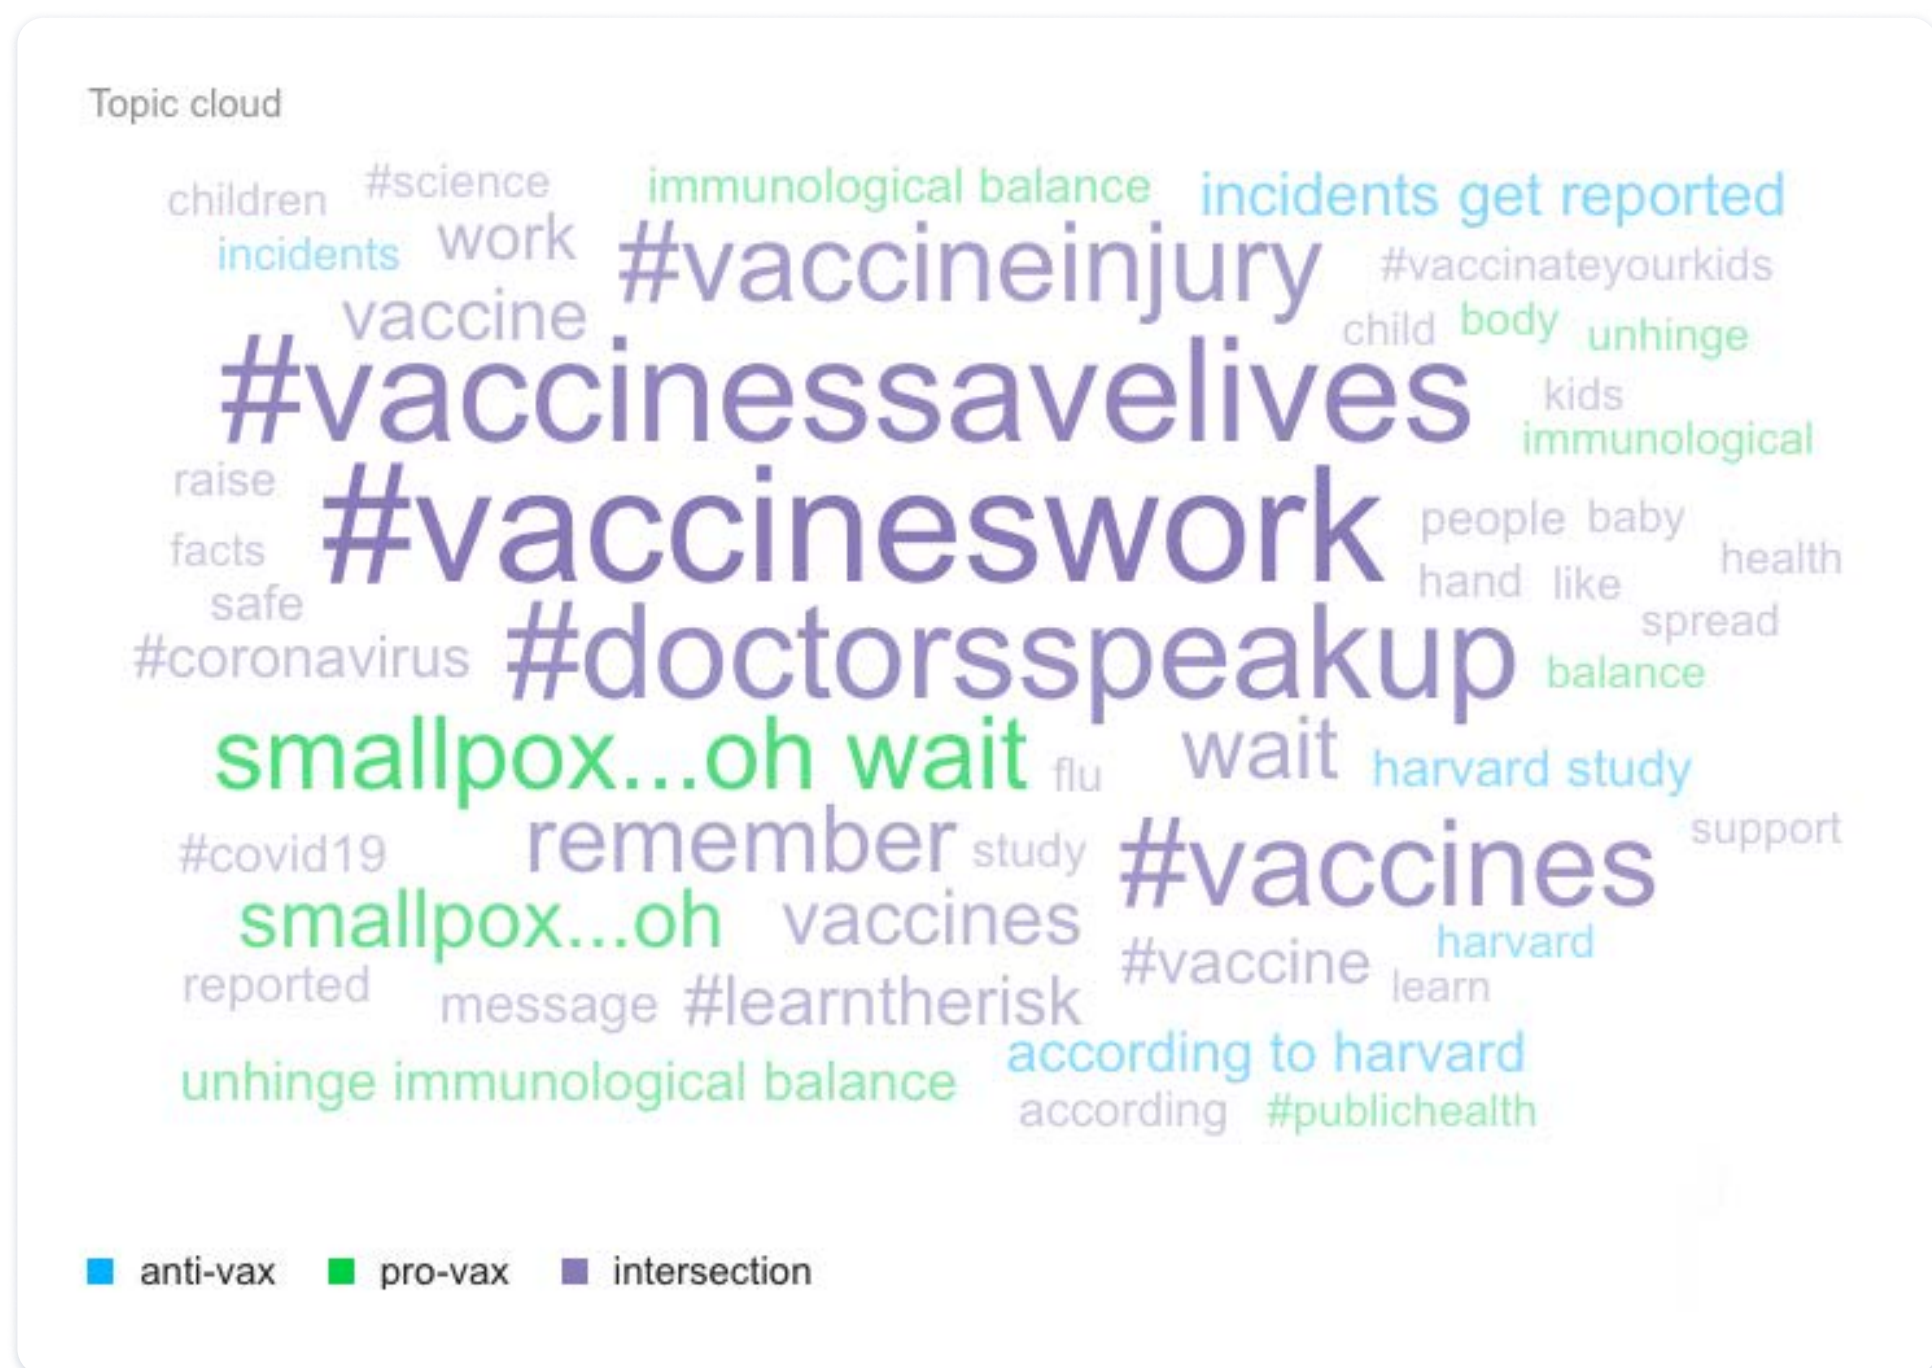 Topic cloud
children #science immunological balance incidents get reported
incidents work #vaccineinjury #vaccinateyourkids
vaccine child body unhinge
#vaccinessavelives kids
immunological
raise #vaccineswork people baby
facts hand like health
safe spread
#coronavirus #doctorsspeakup balance
smallpox...oh wait flu wait harvard study
#covid19 remember study #vaccines support
smallpox...oh vaccines #vaccine harvard
reported message #learntherisk learn
unhinge immunological balance according to harvard
according #publichealth
anti-vax pro-vax intersection